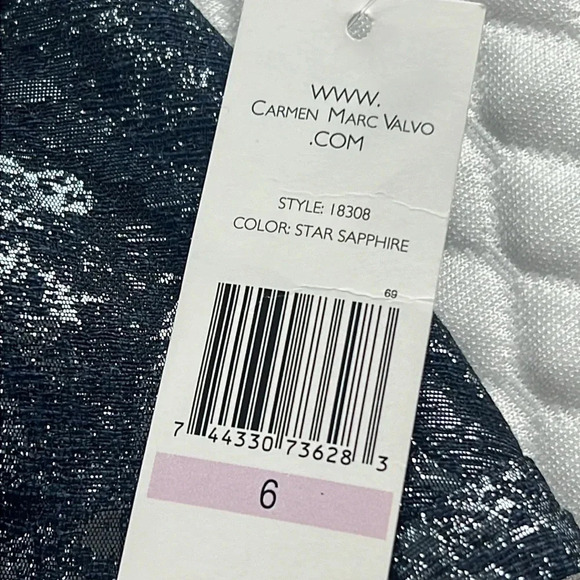 WWW.
CARMEN MARC VALVO
.COM
STYLE: 18308
COLOR: STAR SAPPHIRE
69
7 44330 73628 3
6